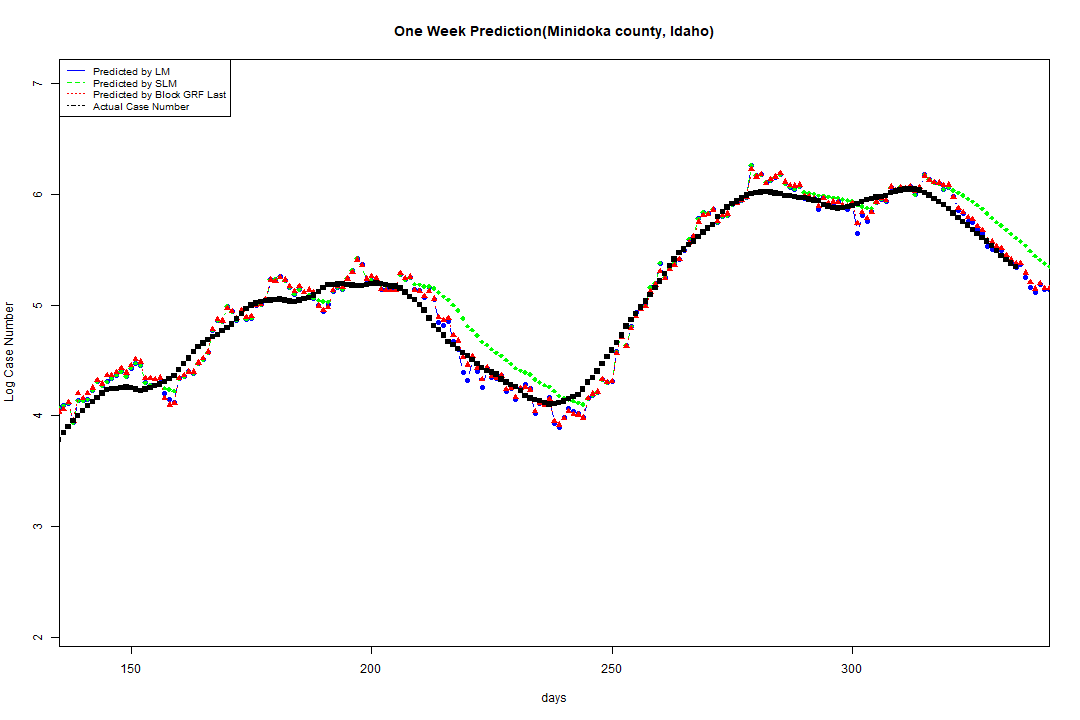 One Week Prediction(Minidoka county, Idaho)
Predicted by LM
Predicted by SLM
Predicted by Block GRF Last
Actual Case Number
Log Case Number
7
6
5
4
3
2
150 200 250 300
days